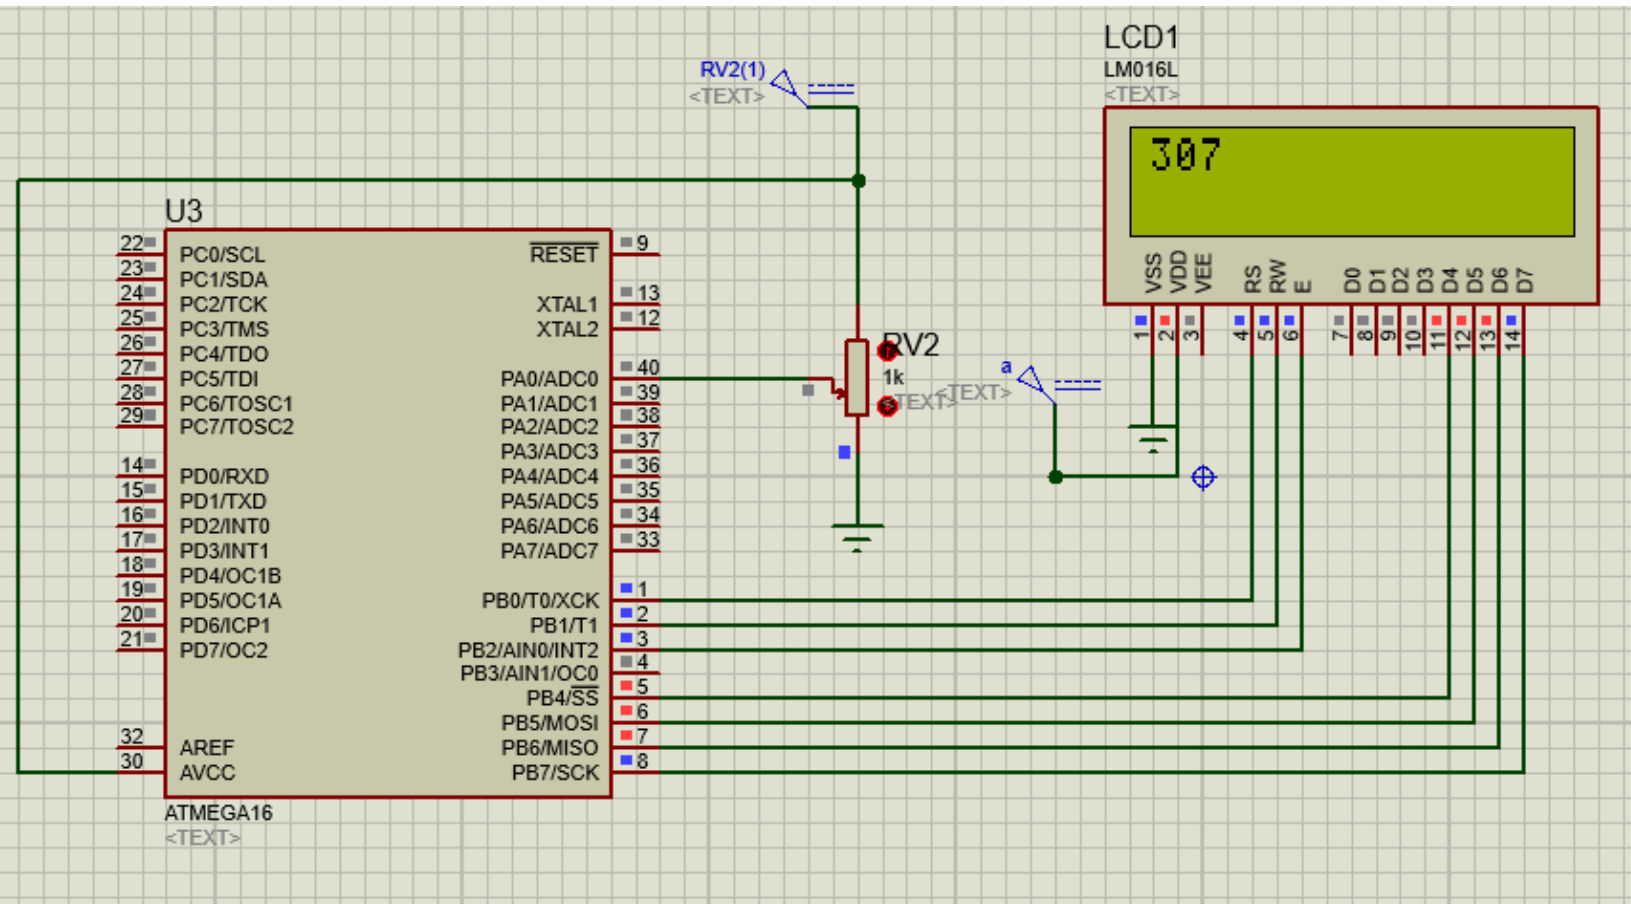 LCD1
LM016L
<TEXT>
307
VSS
VDD
VEE
RS
RW
E
D0
D1
D2
D3
D4
D5
D6
D7
1
2
3
4
5
6
7
8
9
10
11
12
13
14
RV2(1)
<TEXT>
U3
22 PC0/SCL
23 PC1/SDA
24 PC2/TCK
25 PC3/TMS
26 PC4/TDO
27 PC5/TDI
28 PC6/TOSC1
29 PC7/TOSC2
14 PD0/RXD
15 PD1/TXD
16 PD2/INT0
17 PD3/INT1
18 PD4/OC1B
19 PD5/OC1A
20 PD6/ICP1
21 PD7/OC2
32 AREF
30 AVCC
RESET 9
XTAL1 13
XTAL2 12
PA0/ADC0 40
PA1/ADC1 39
PA2/ADC2 38
PA3/ADC3 37
PA4/ADC4 36
PA5/ADC5 35
PA6/ADC6 34
PA7/ADC7 33
PB0/T0/XCK 1
PB1/T1 2
PB2/AIN0/INT2 3
PB3/AIN1/OC0 4
PB4/SS 5
PB5/MOSI 6
PB6/MISO 7
PB7/SCK 8
ATMEGA16
<TEXT>
RV2
1k
<TEXT>
a
<TEXT>